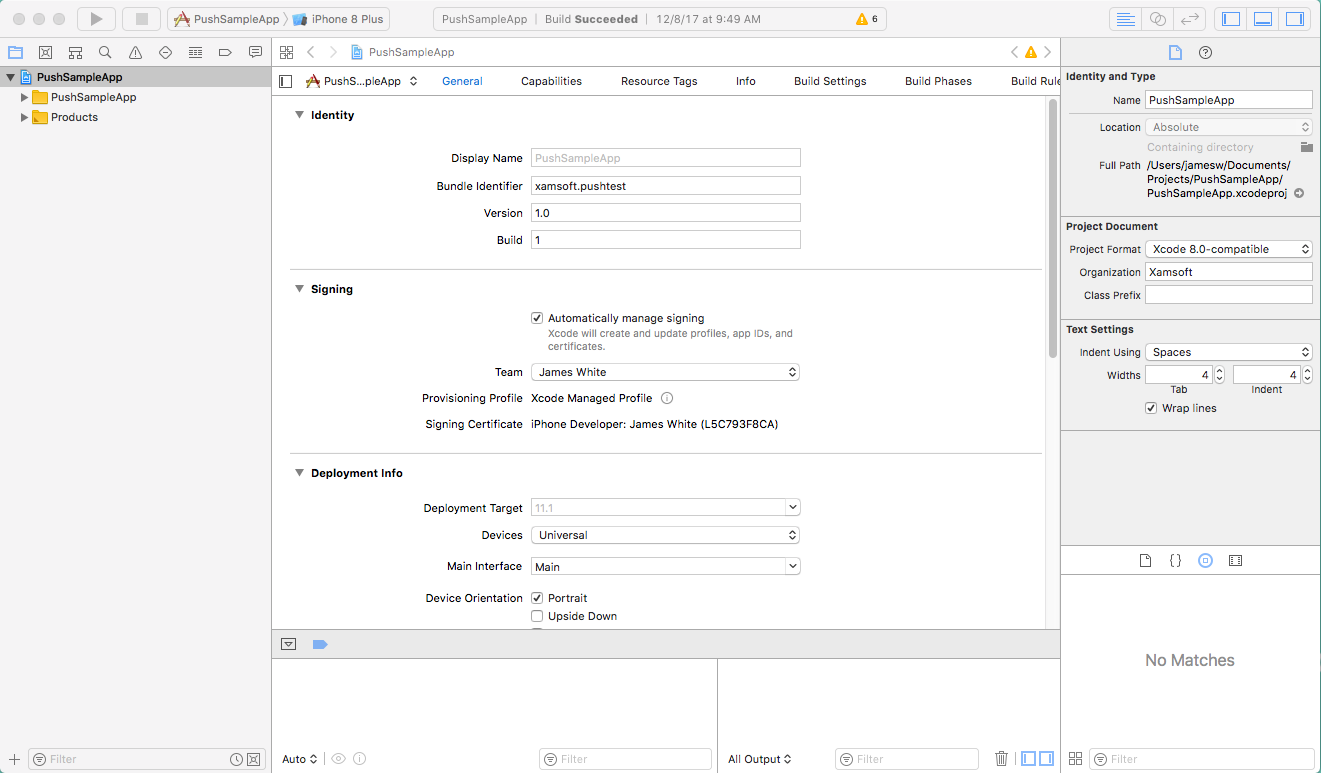 PushSampleApp
iPhone 8 Plus
PushSampleApp | Build Succeeded | 12/8/17 at 9:49 AM
6
PushSampleApp
PushSampleApp
Products
PushSampleApp
PushS...pleApp
General
Capabilities
Resource Tags
Info
Build Settings
Build Phases
Build Rule
Identity
Display Name PushSampleApp
Bundle Identifier xamsoft.pushtest
Version 1.0
Build 1
Signing
Automatically manage signing
Xcode will create and update profiles, app IDs, and
certificates.
Team James White
Provisioning Profile Xcode Managed Profile
Signing Certificate iPhone Developer: James White (L5C793F8CA)
Deployment Info
Deployment Target 11.1
Devices Universal
Main Interface Main
Device Orientation Portrait
Upside Down
Identity and Type
Name PushSampleApp
Location Absolute
Containing directory
Full Path /Users/jamesw/Documents/
Projects/PushSampleApp/
PushSampleApp.xcodeproj
Project Document
Project Format Xcode 8.0-compatible
Organization Xamsoft
Class Prefix
Text Settings
Indent Using Spaces
Widths 4 4
Tab Indent
Wrap lines
{}
No Matches
Filter
Auto
Filter
All Output
Filter
Filter